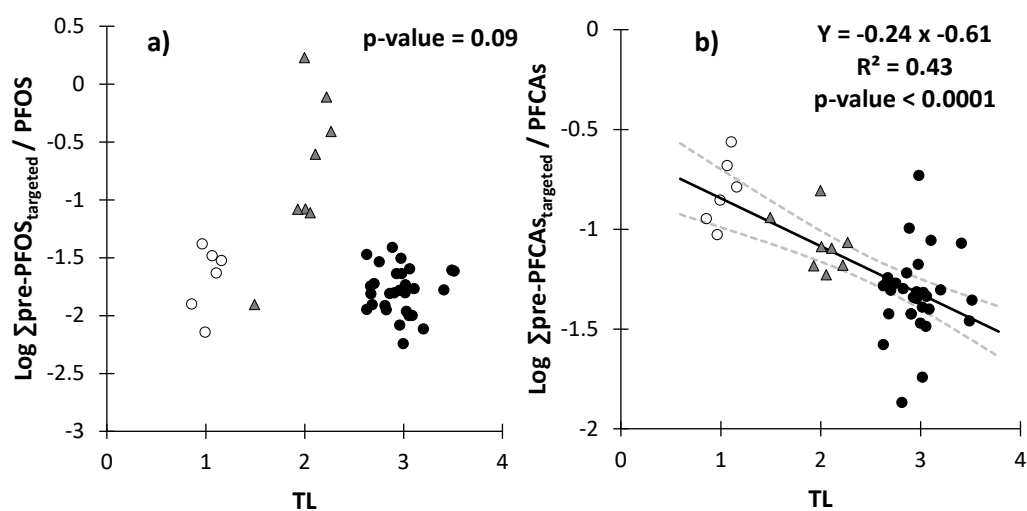 a)
p-value = 0.09
Log Σpre-PFOStargeted / PFOS
0.5
0
-0.5
-1
-1.5
-2
-2.5
-3
0 1 2 3 4
TL
b)
Y = -0.24 x -0.61
R² = 0.43
p-value < 0.0001
Log Σpre-PFCAstargeted / PFCAs
0
-0.5
-1
-1.5
-2
0 1 2 3 4
TL